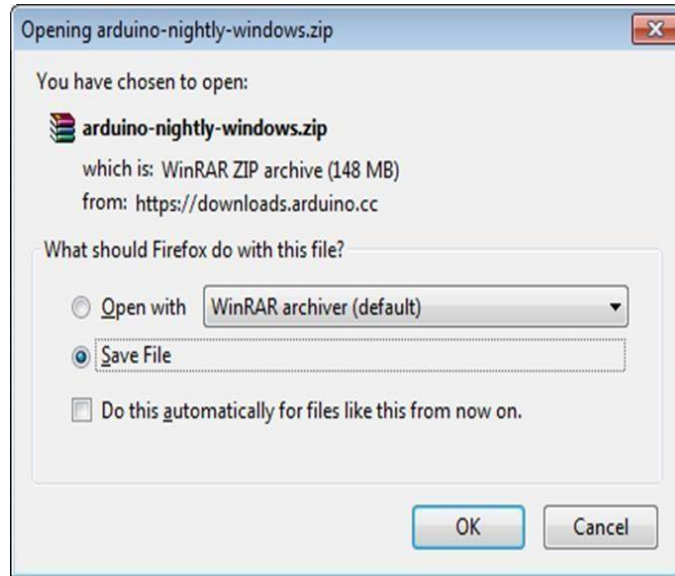 Opening arduino-nightly-windows.zip
You have chosen to open:
arduino-nightly-windows.zip
which is: WinRAR ZIP archive (148 MB)
from: https://downloads.arduino.cc
What should Firefox do with this file?
Open with WinRAR archiver (default)
Save File
Do this automatically for files like this from now on.
OK Cancel